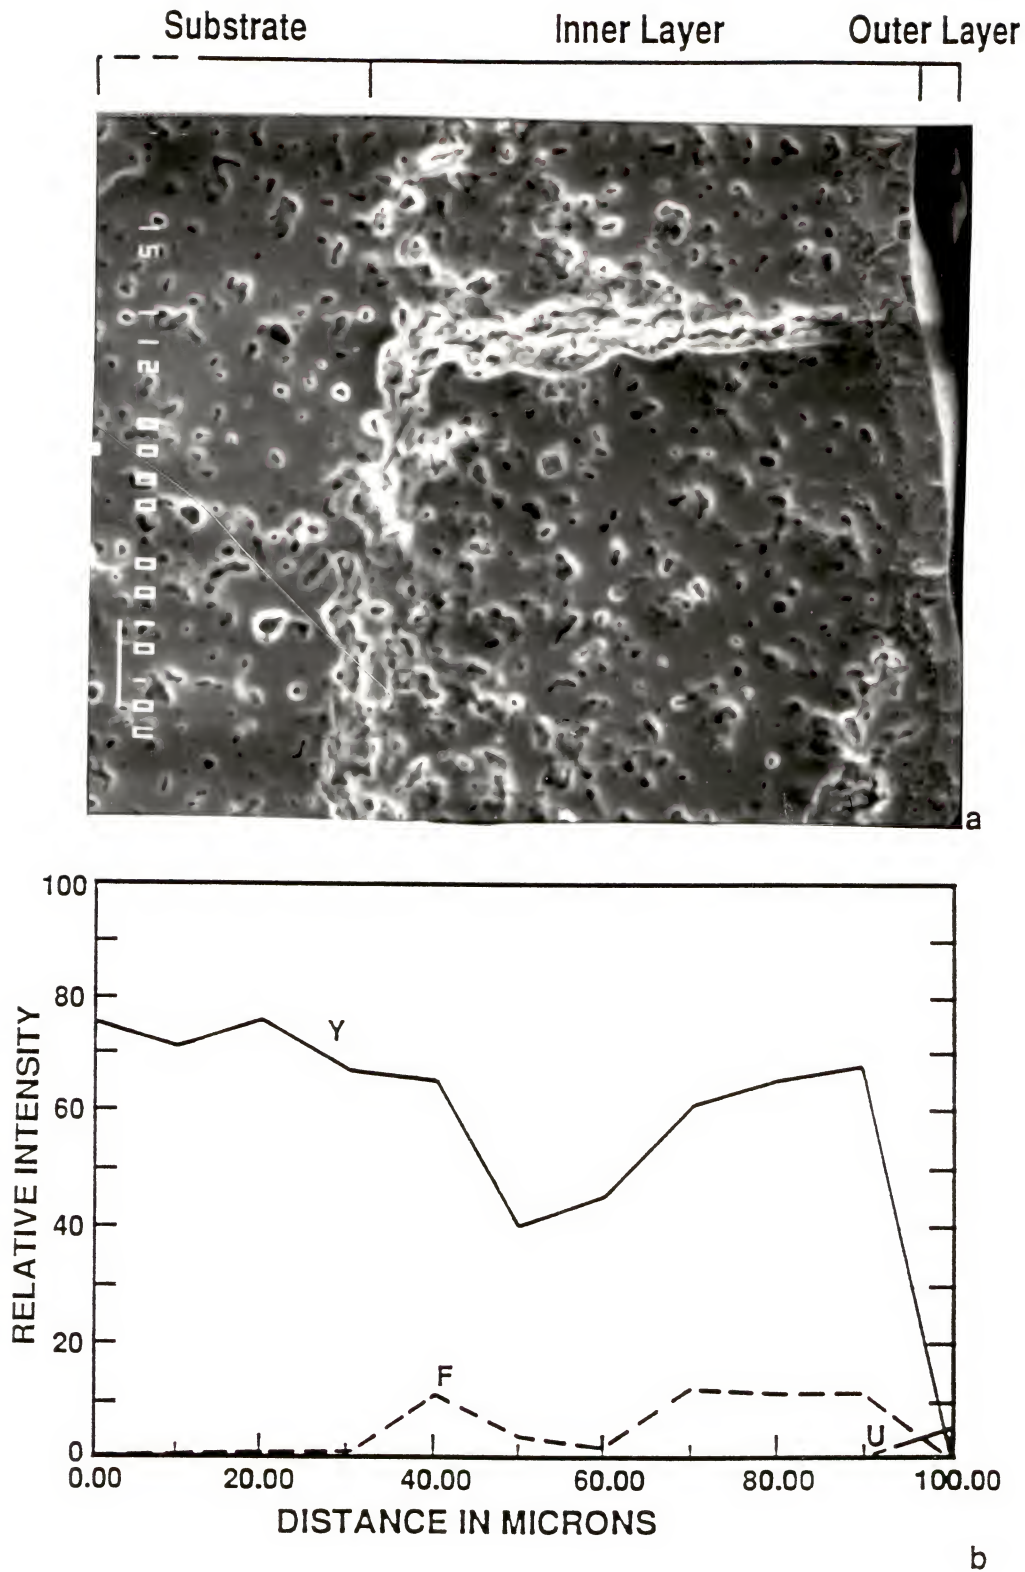 Substrate
Inner Layer
Outer Layer
a
100
80
60
40
20
0
RELATIVE INTENSITY
Y
F
U
0.00
20.00
40.00
60.00
80.00
100.00
DISTANCE IN MICRONS
b